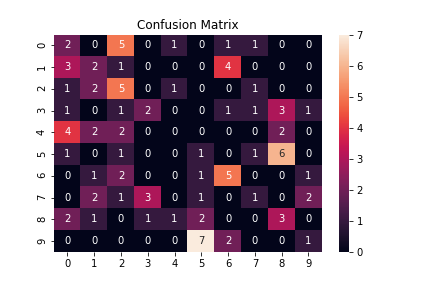 Confusion Matrix
0 2 0 5 0 1 0 1 1 0 0 7
1 3 2 1 0 0 0 4 0 0 0 6
2 1 2 5 0 1 0 0 1 0 0 5
3 1 0 1 2 0 0 1 1 3 1 4
4 4 2 2 0 0 0 0 0 2 0
5 1 0 1 0 0 1 0 1 6 0 3
6 0 1 2 0 0 1 5 0 0 1 2
7 0 2 1 3 0 1 0 1 0 2
8 2 1 0 1 1 2 0 0 3 0 1
9 0 0 0 0 0 7 2 0 0 1 0
0 1 2 3 4 5 6 7 8 9